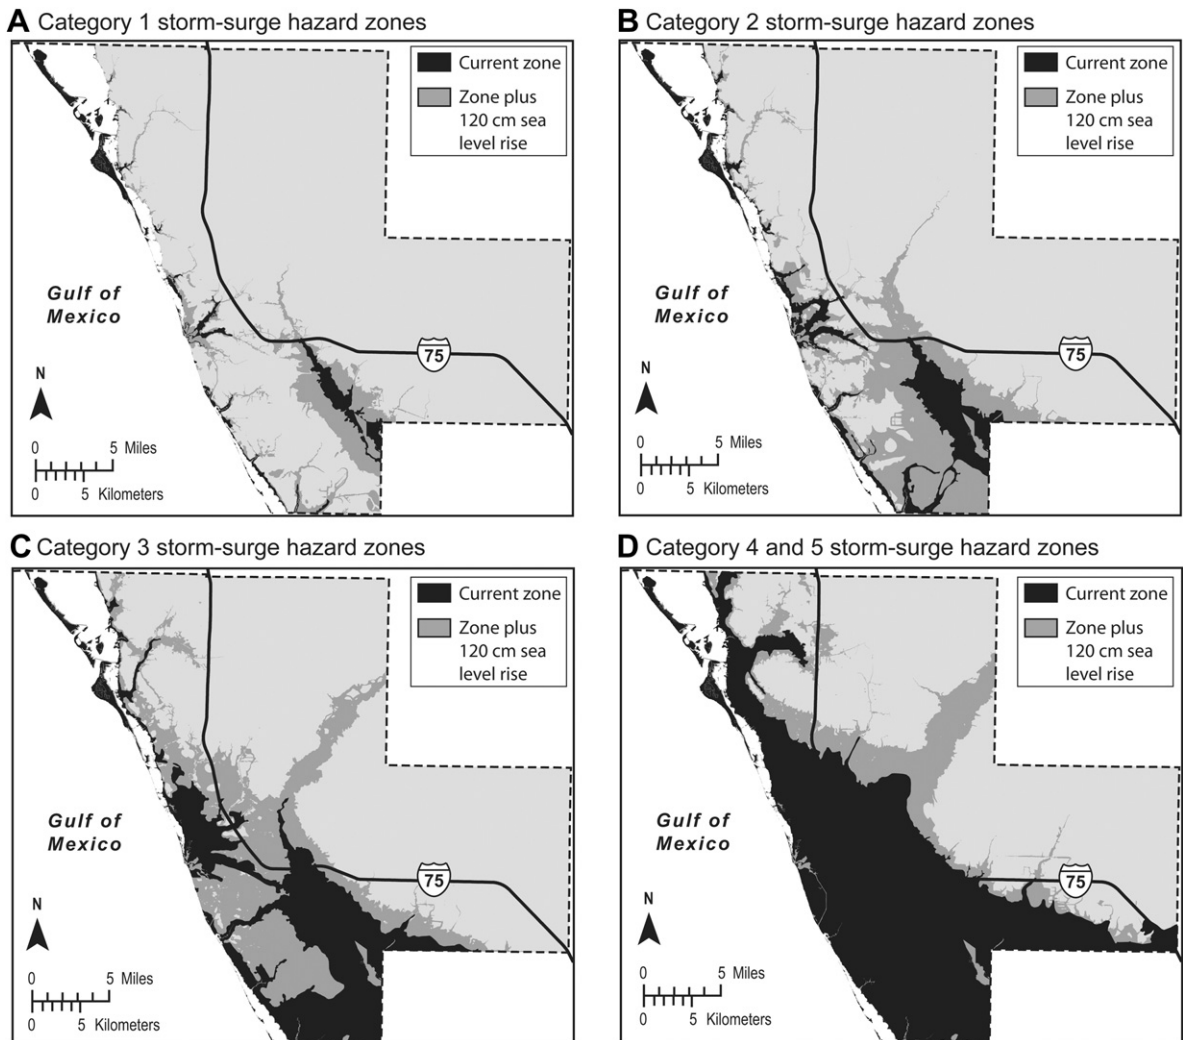 A Category 1 storm-surge hazard zones
Current zone
Zone plus
120 cm sea
level rise
Gulf of
Mexico
75
N
0 5 Miles
0 5 Kilometers
B Category 2 storm-surge hazard zones
Current zone
Zone plus
120 cm sea
level rise
Gulf of
Mexico
75
N
0 5 Miles
0 5 Kilometers
C Category 3 storm-surge hazard zones
Current zone
Zone plus
120 cm sea
level rise
Gulf of
Mexico
75
N
0 5 Miles
0 5 Kilometers
D Category 4 and 5 storm-surge hazard zones
Current zone
Zone plus
120 cm sea
level rise
Gulf of
Mexico
75
N
0 5 Miles
0 5 Kilometers